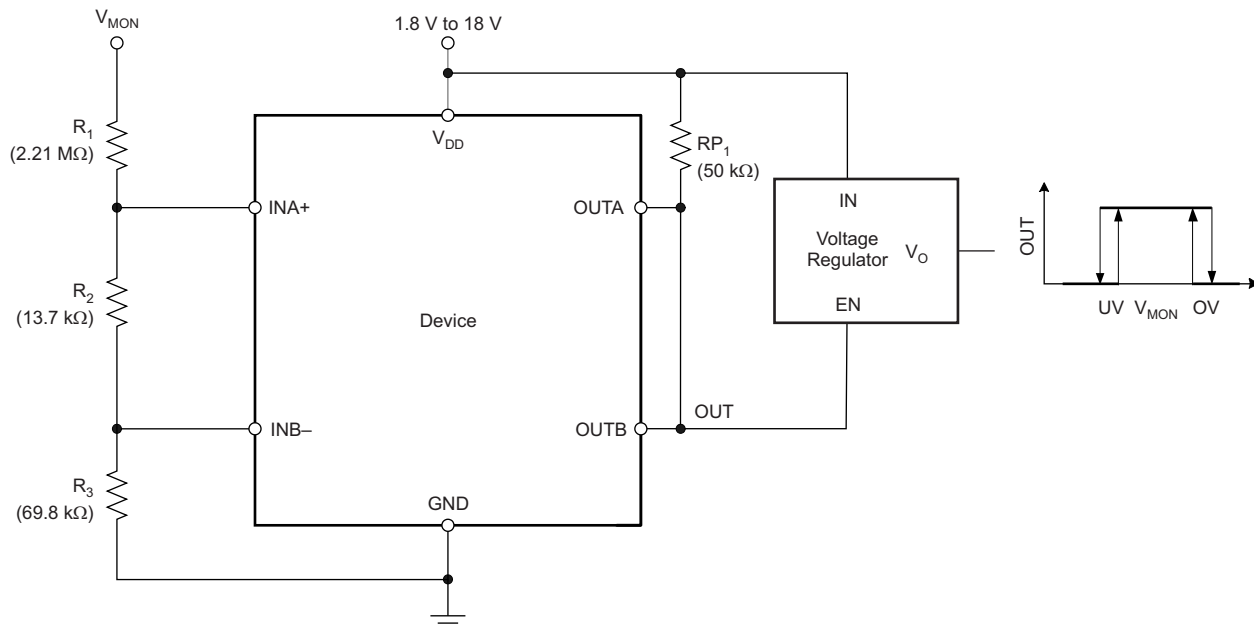 V_MON
1.8 V to 18 V
R_1
(2.21 MΩ)
V_DD
RP_1
(50 kΩ)
INA+
OUTA
IN
Voltage
Regulator
V_O
EN
OUT
UV
V_MON
OV
R_2
(13.7 kΩ)
Device
INB–
OUTB
OUT
R_3
(69.8 kΩ)
GND